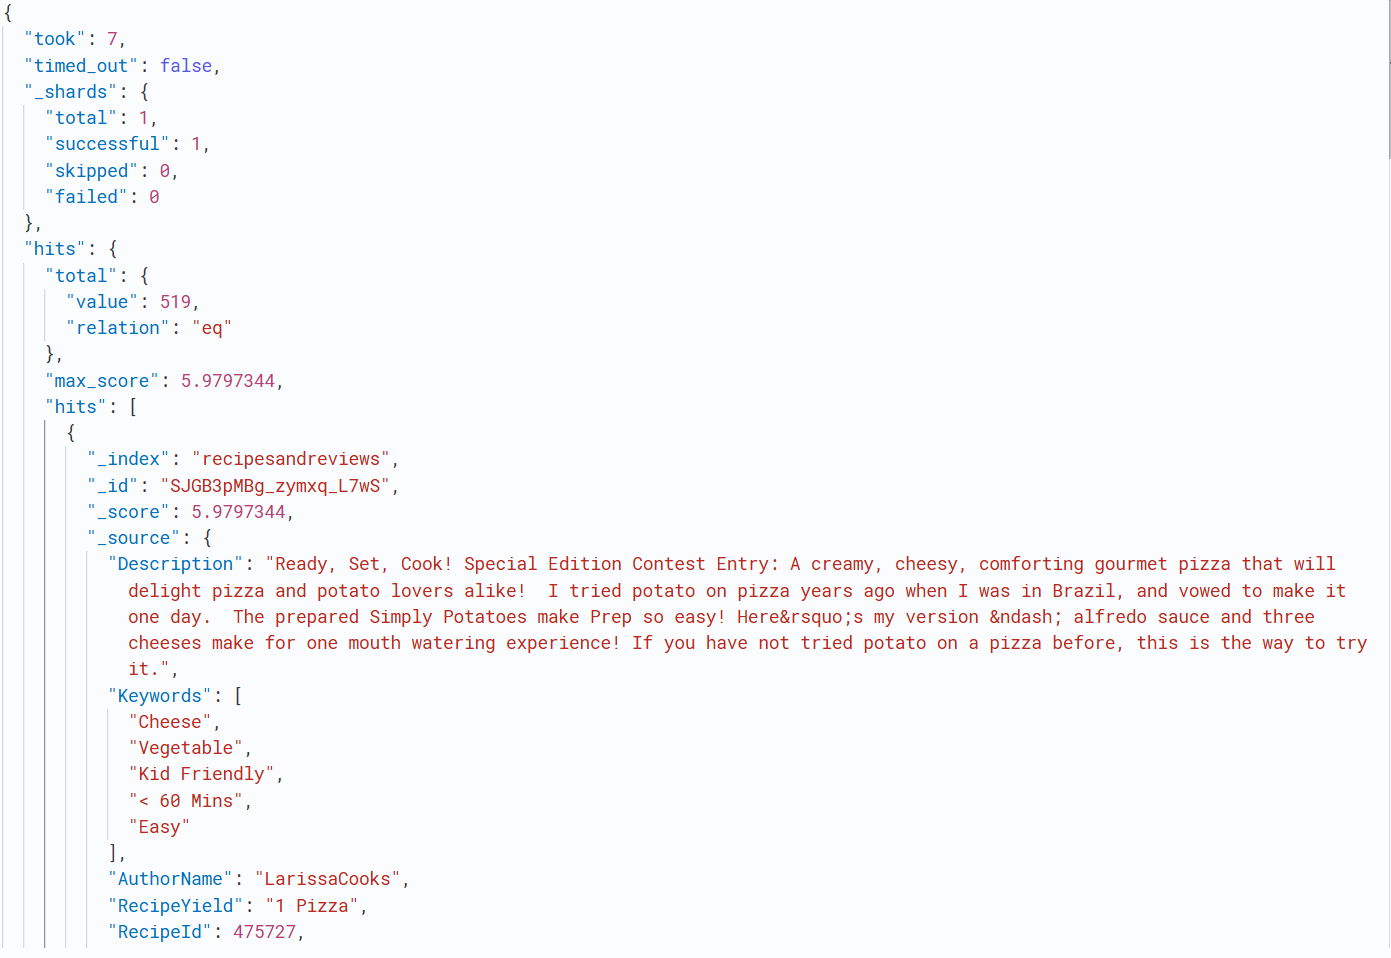 {
"took": 7,
"timed_out": false,
"_shards": {
"total": 1,
"successful": 1,
"skipped": 0,
"failed": 0
},
"hits": {
"total": {
"value": 519,
"relation": "eq"
},
"max_score": 5.9797344,
"hits": [
{
"_index": "recipesandreviews",
"_id": "SJGB3pMBg_zymxq_L7wS",
"_score": 5.9797344,
"_source": {
"Description": "Ready, Set, Cook! Special Edition Contest Entry: A creamy, cheesy, comforting gourmet pizza that will
delight pizza and potato lovers alike!  I tried potato on pizza years ago when I was in Brazil, and vowed to make it
one day.  The prepared Simply Potatoes make Prep so easy! Here&rsquo;s my version &ndash; alfredo sauce and three
cheeses make for one mouth watering experience! If you have not tried potato on a pizza before, this is the way to try
it.",
"Keywords": [
"Cheese",
"Vegetable",
"Kid Friendly",
"< 60 Mins",
"Easy"
],
"AuthorName": "LarissaCooks",
"RecipeYield": "1 Pizza",
"RecipeId": 475727,